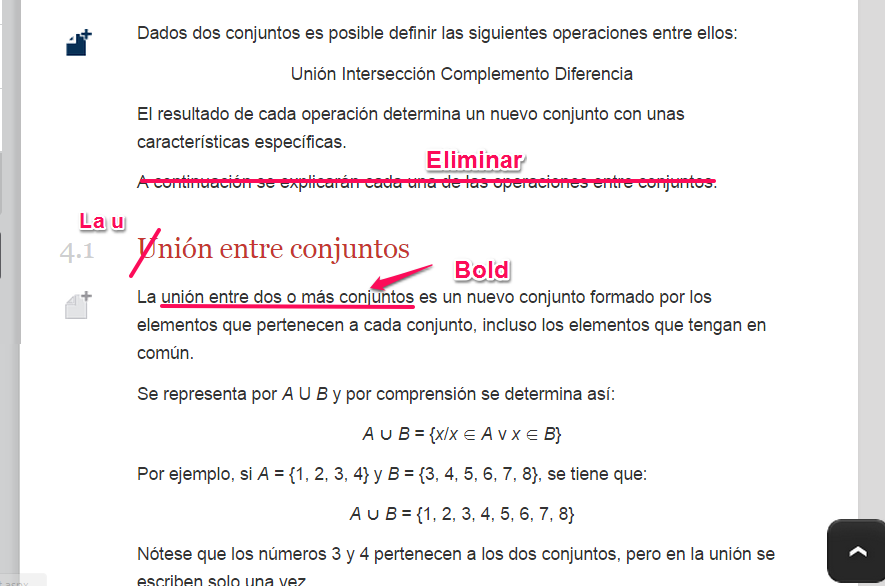 Dados dos conjuntos es posible definir las siguientes operaciones entre ellos:
Unión Intersección Complemento Diferencia
El resultado de cada operación determina un nuevo conjunto con unas
características específicas.
Eliminar
A continuación se explicarán cada una de las operaciones entre conjuntos.
La u
4.1 Unión entre conjuntos
Bold
La unión entre dos o más conjuntos es un nuevo conjunto formado por los
elementos que pertenecen a cada conjunto, incluso los elementos que tengan en
común.
Se representa por A U B y por comprensión se determina así:
A ∪ B = {x/x ∈ A v x ∈ B}
Por ejemplo, si A = {1, 2, 3, 4} y B = {3, 4, 5, 6, 7, 8}, se tiene que:
A ∪ B = {1, 2, 3, 4, 5, 6, 7, 8}
Nótese que los números 3 y 4 pertenecen a los dos conjuntos, pero en la unión se
escriben solo una vez